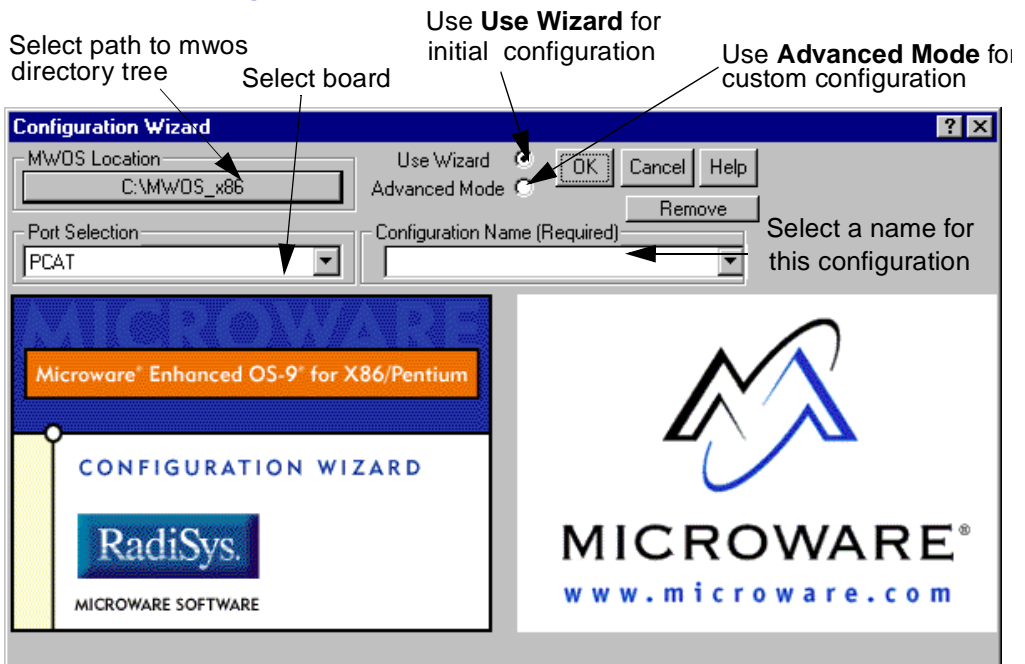 Use Use Wizard for
initial configuration
Select path to mwos
directory tree
Select board
Use Advanced Mode for
custom configuration
Configuration Wizard
MWOS Location
C:\MWOS_x86
Use Wizard
Advanced Mode
OK
Cancel
Help
Remove
Port Selection
PCAT
Configuration Name (Required)
Select a name for
this configuration
MICROWARE
Microware® Enhanced OS-9® for X86/Pentium
CONFIGURATION WIZARD
RadiSys.
MICROWARE SOFTWARE
MICROWARE®
www.microware.com